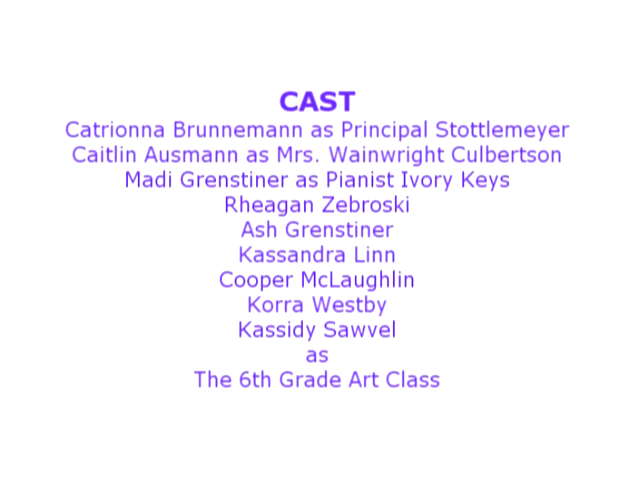 CAST
Catrionna Brunnemann as Principal Stottlemeyer
Caitlin Ausmann as Mrs. Wainwright Culbertson
Madi Grenstiner as Pianist Ivory Keys
Rheagan Zebroski
Ash Grenstiner
Kassandra Linn
Cooper McLaughlin
Korra Westby
Kassidy Sawvel
as
The 6th Grade Art Class